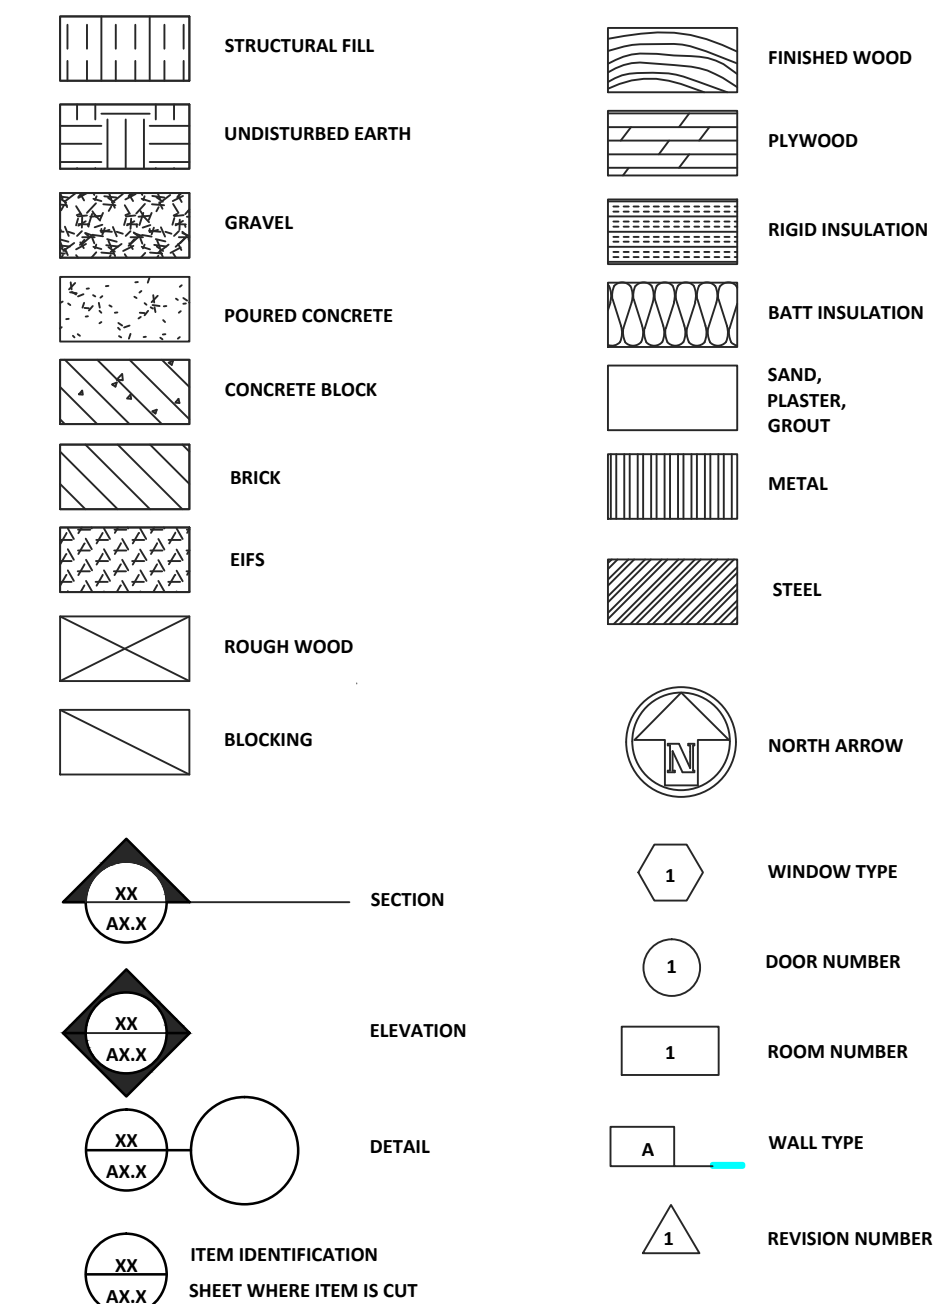 STRUCTURAL FILL
UNDISTURBED EARTH
GRAVEL
POURED CONCRETE
CONCRETE BLOCK
BRICK
EIFS
ROUGH WOOD
BLOCKING
XX
AX.X
SECTION
XX
AX.X
ELEVATION
XX
AX.X
DETAIL
XX
AX.X
ITEM IDENTIFICATION
SHEET WHERE ITEM IS CUT
FINISHED WOOD
PLYWOOD
RIGID INSULATION
BATT INSULATION
SAND,
PLASTER,
GROUT
METAL
STEEL
N
NORTH ARROW
1
WINDOW TYPE
1
DOOR NUMBER
1
ROOM NUMBER
A
WALL TYPE
1
REVISION NUMBER